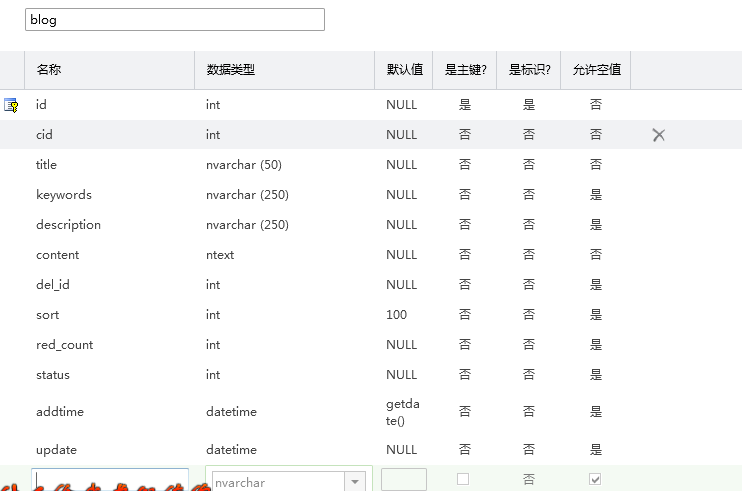 blog
名称 数据类型 默认值 是主键? 是标识? 允许空值
id int NULL 是 是 否
cid int NULL 否 否 否
title nvarchar (50) NULL 否 否 否
keywords nvarchar (250) NULL 否 否 是
description nvarchar (250) NULL 否 否 是
content ntext NULL 否 否 否
del_id int NULL 否 否 是
sort int 100 否 否 是
red_count int NULL 否 否 是
status int NULL 否 否 是
addtime datetime getda
te() 否 否 是
update datetime NULL 否 否 是
nvarchar 否